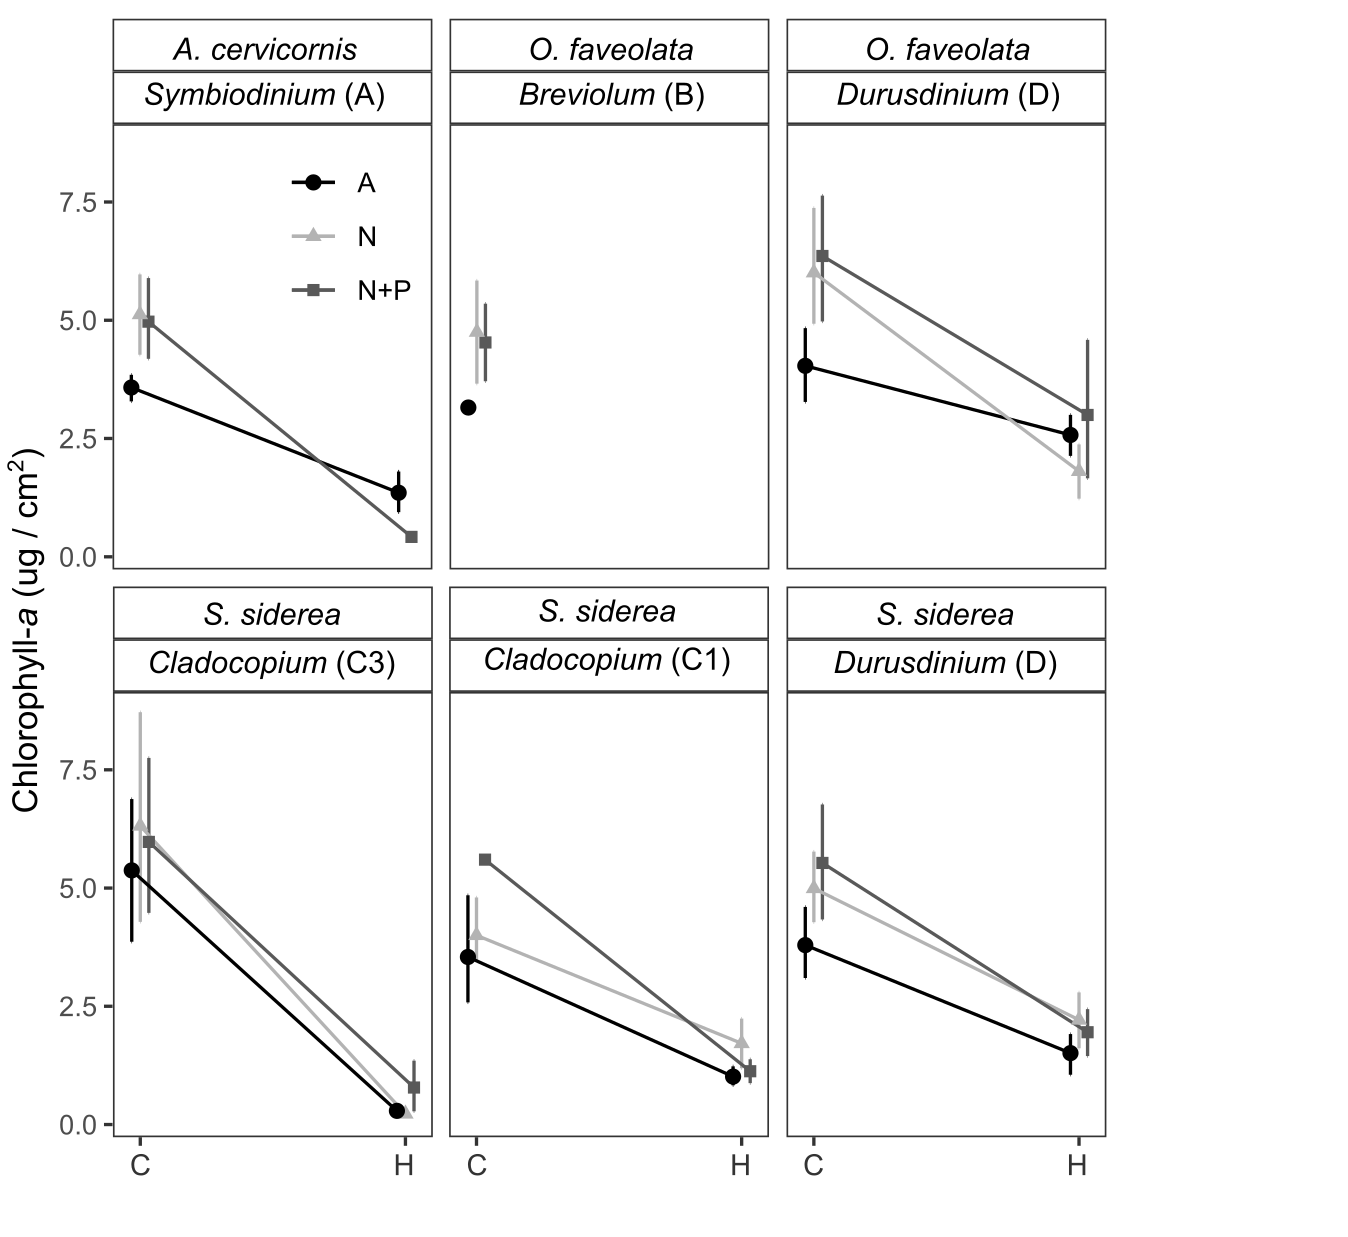 A. cervicornis
O. faveolata
O. faveolata
Symbiodinium (A)
Breviolum (B)
Durusdinium (D)
A
N
N+P
7.5
5.0
2.5
0.0
Chlorophyll-a (ug / cm²)
S. siderea
S. siderea
S. siderea
Cladocopium (C3)
Cladocopium (C1)
Durusdinium (D)
7.5
5.0
2.5
0.0
C
H
C
H
C
H